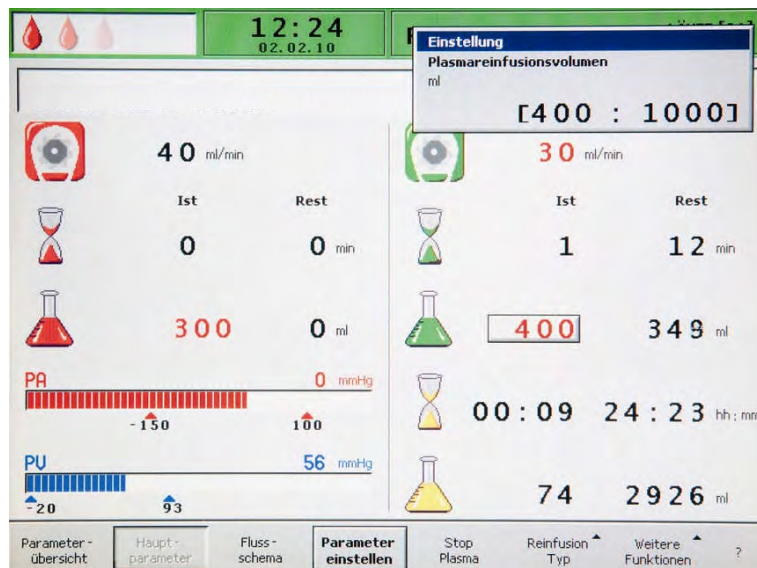 12:24
02.02.10
Einstellung
Plasmareinfusionsvolumen
ml
[400 : 1000]
40 ml/min
30 ml/min
Ist Rest
Ist Rest
0 0 min
1 12 min
300 0 ml
400 349 ml
PA 0 mmHg
-150 100
00:09 24:23 hh:mm
PV 56 mmHg
-20 93
74 2926 ml
Parameter-
übersicht
Haupt-
parameter
Fluss-
schema
Parameter
einstellen
Stop
Plasma
Reinfusion
Typ
Weitere
Funktionen
?